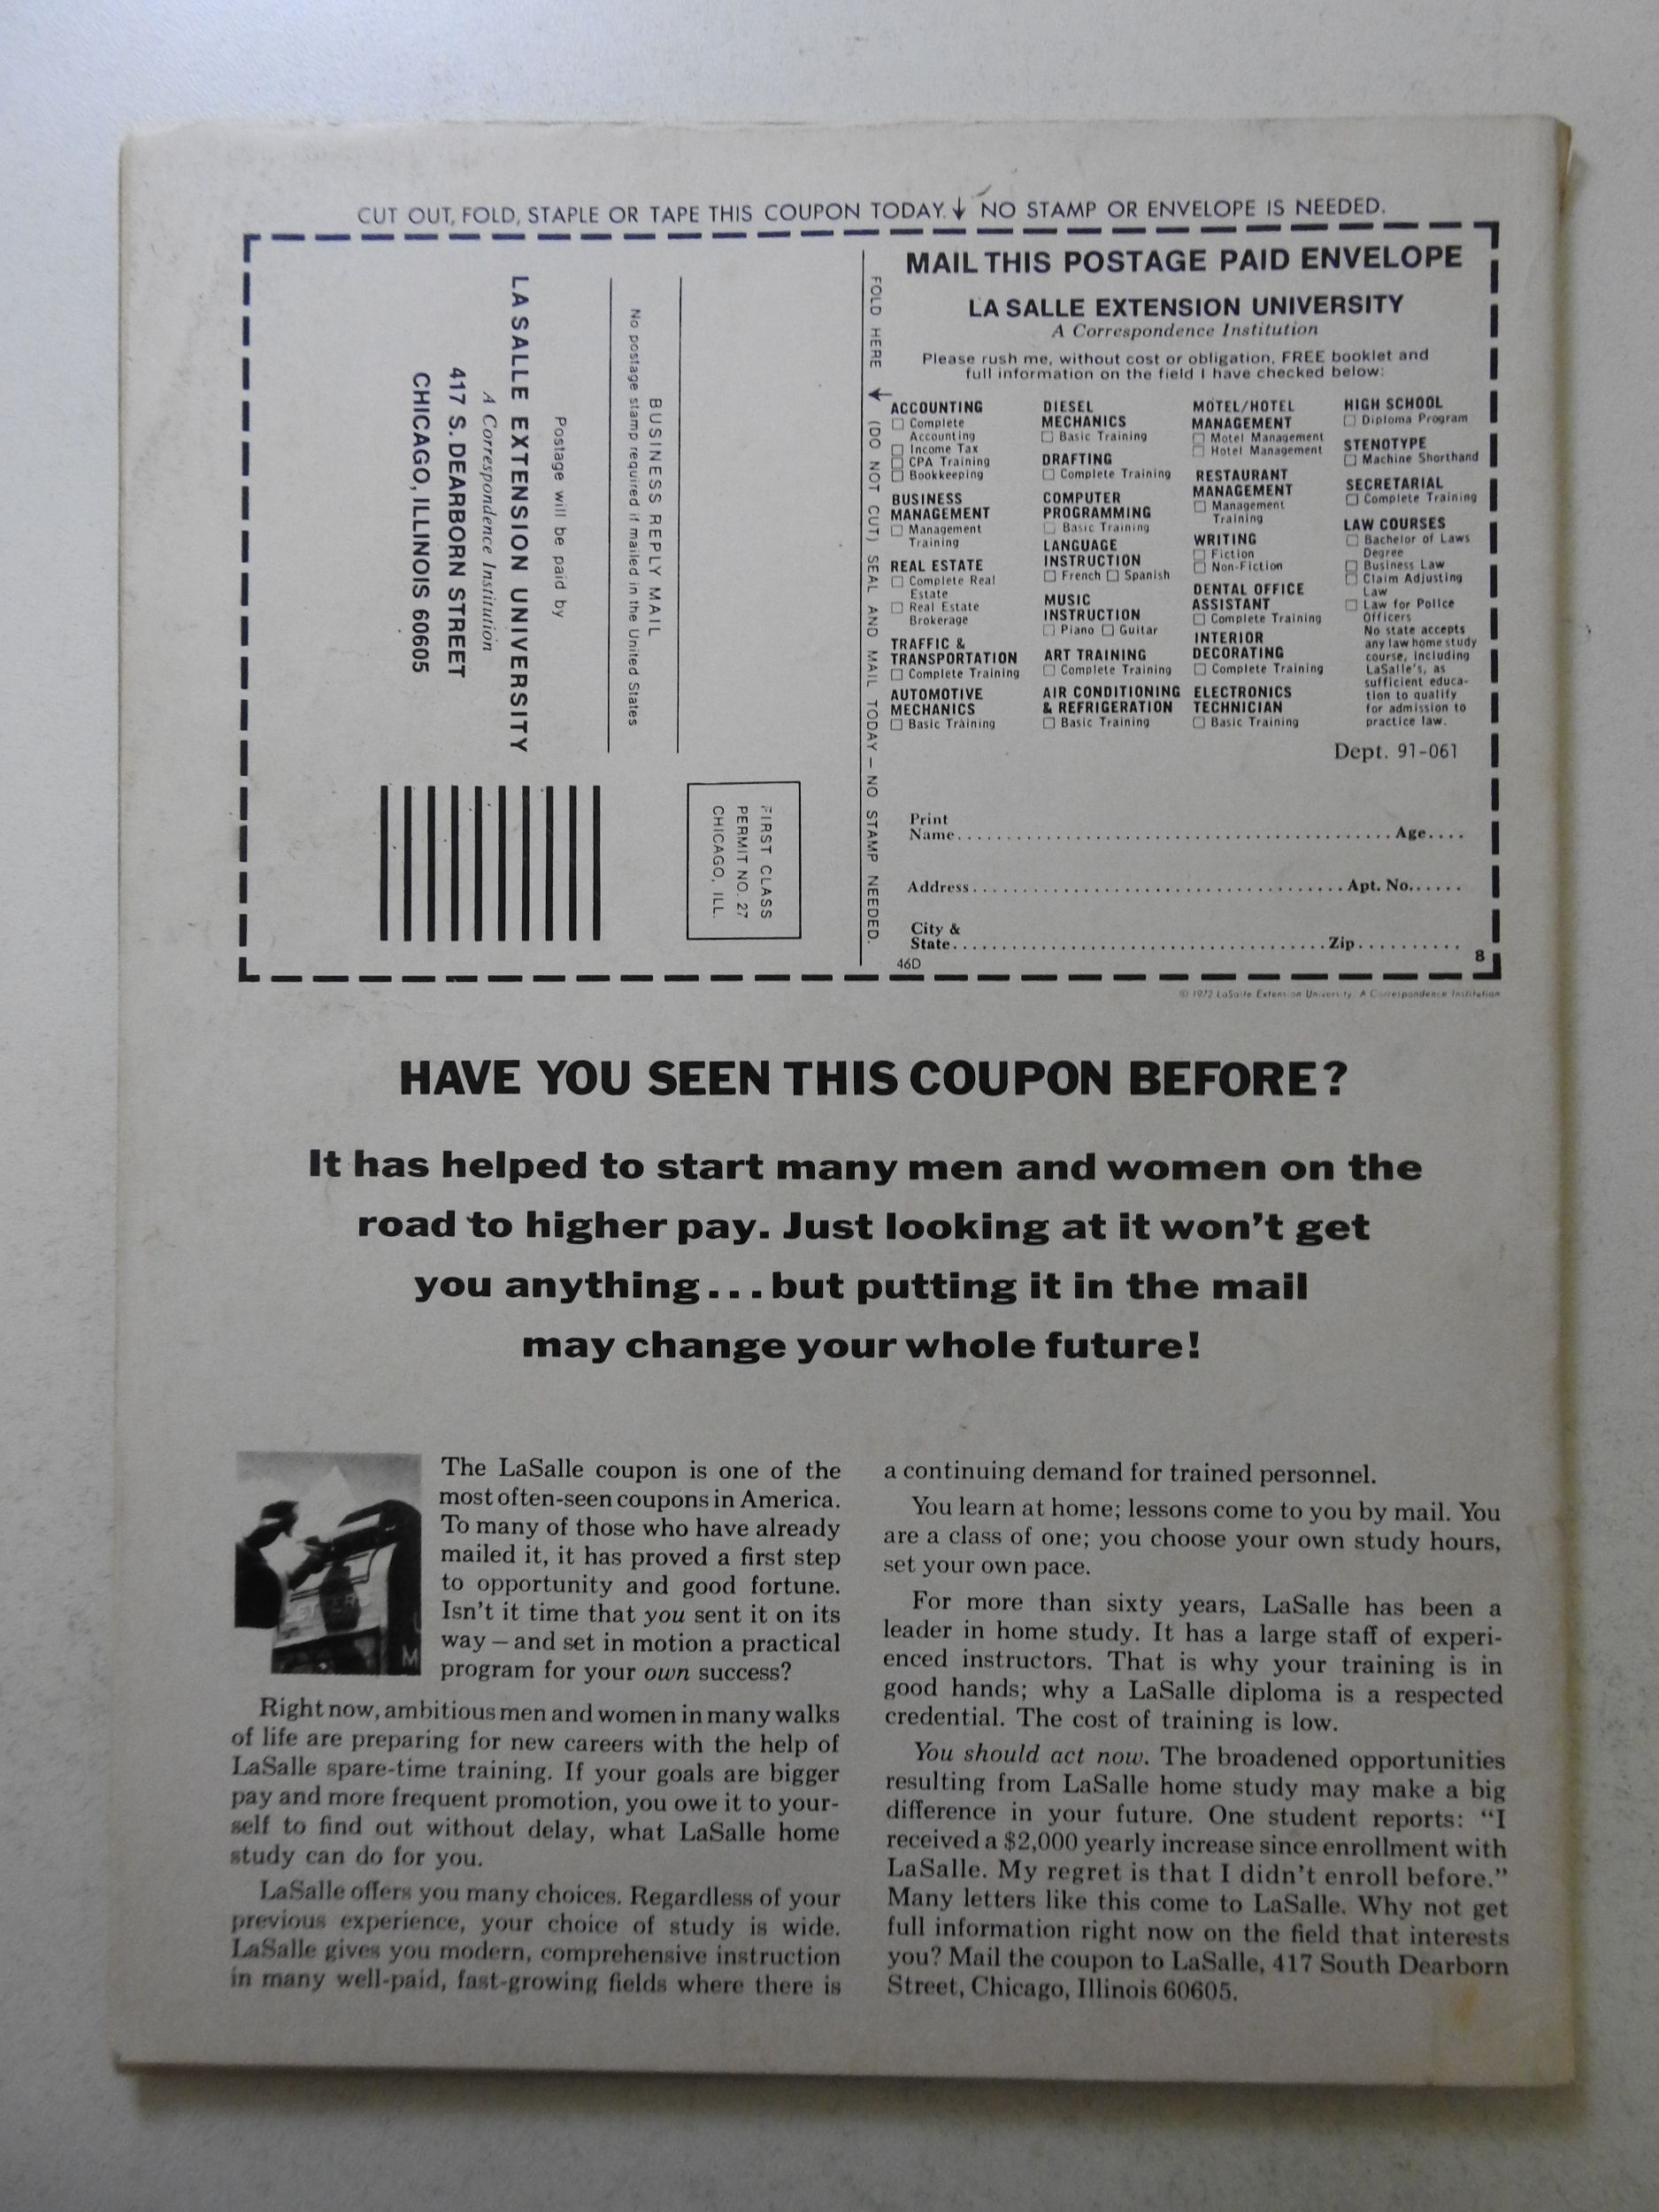 CUT OUT, FOLD, STAPLE OR TAPE THIS COUPON TODAY. ↓ NO STAMP OR ENVELOPE IS NEEDED.
BUSINESS REPLY MAIL
No postage stamp required if mailed in the United States
Postage will be paid by
LA SALLE EXTENSION UNIVERSITY
A Correspondence Institution
417 S. DEARBORN STREET
CHICAGO, ILLINOIS 60605
FIRST CLASS
PERMIT NO. 27
CHICAGO, ILL.
FOLD HERE ↓ (DO NOT CUT) SEAL AND MAIL TODAY – NO STAMP NEEDED.
MAIL THIS POSTAGE PAID ENVELOPE
LA SALLE EXTENSION UNIVERSITY
A Correspondence Institution
Please rush me, without cost or obligation, FREE booklet and
full information on the field I have checked below:
ACCOUNTING
☐ Complete
Accounting
☐ Income Tax
☐ CPA Training
☐ Bookkeeping
BUSINESS
MANAGEMENT
☐ Management
Training
REAL ESTATE
☐ Complete Real
Estate
☐ Real Estate
Brokerage
TRAFFIC &
TRANSPORTATION
☐ Complete Training
AUTOMOTIVE
MECHANICS
☐ Basic Training
DIESEL
MECHANICS
☐ Basic Training
DRAFTING
☐ Complete Training
COMPUTER
PROGRAMMING
☐ Basic Training
LANGUAGE
INSTRUCTION
☐ French ☐ Spanish
MUSIC
INSTRUCTION
☐ Piano ☐ Guitar
ART TRAINING
☐ Complete Training
AIR CONDITIONING
& REFRIGERATION
☐ Basic Training
MOTEL/HOTEL
MANAGEMENT
☐ Motel Management
☐ Hotel Management
RESTAURANT
MANAGEMENT
☐ Management
Training
WRITING
☐ Fiction
☐ Non-Fiction
DENTAL OFFICE
ASSISTANT
☐ Complete Training
INTERIOR
DECORATING
☐ Complete Training
ELECTRONICS
TECHNICIAN
☐ Basic Training
HIGH SCHOOL
☐ Diploma Program
STENOTYPE
☐ Machine Shorthand
SECRETARIAL
☐ Complete Training
LAW COURSES
☐ Bachelor of Laws
Degree
☐ Business Law
☐ Claim Adjusting
Law
☐ Law for Police
Officers
No state accepts
any law home study
course, including
LaSalle's, as
sufficient educa-
tion to qualify
for admission to
practice law.
Dept. 91-061
Print
Name.......... Age....
Address.......... Apt. No......
City &
State.......... Zip..........
46D
8
© 1972 LaSalle Extension University, A Correspondence Institution
HAVE YOU SEEN THIS COUPON BEFORE?
It has helped to start many men and women on the
road to higher pay. Just looking at it won't get
you anything...but putting it in the mail
may change your whole future!
M
The LaSalle coupon is one of the
most often-seen coupons in America.
To many of those who have already
mailed it, it has proved a first step
to opportunity and good fortune.
Isn't it time that you sent it on its
way – and set in motion a practical
program for your own success?
Right now, ambitious men and women in many walks
of life are preparing for new careers with the help of
LaSalle spare-time training. If your goals are bigger
pay and more frequent promotion, you owe it to your-
self to find out without delay, what LaSalle home
study can do for you.
LaSalle offers you many choices. Regardless of your
previous experience, your choice of study is wide.
LaSalle gives you modern, comprehensive instruction
in many well-paid, fast-growing fields where there is
a continuing demand for trained personnel.
You learn at home; lessons come to you by mail. You
are a class of one; you choose your own study hours,
set your own pace.
For more than sixty years, LaSalle has been a
leader in home study. It has a large staff of experi-
enced instructors. That is why your training is in
good hands; why a LaSalle diploma is a respected
credential. The cost of training is low.
You should act now. The broadened opportunities
resulting from LaSalle home study may make a big
difference in your future. One student reports: "I
received a $2,000 yearly increase since enrollment with
LaSalle. My regret is that I didn't enroll before."
Many letters like this come to LaSalle. Why not get
full information right now on the field that interests
you? Mail the coupon to LaSalle, 417 South Dearborn
Street, Chicago, Illinois 60605.